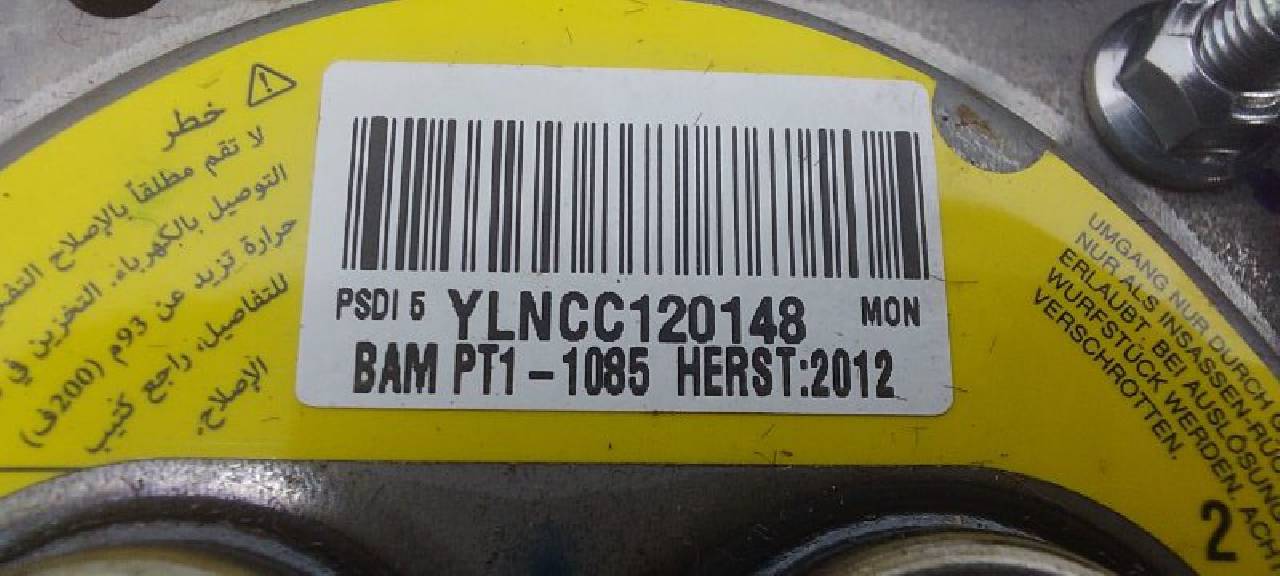 خطر
لا تقم مطلقاً بالإصلاح
التوصيل بالكهرباء. التخزين في
حرارة تزيد عن 93م (200ف)
للتفاصيل، راجع كتيب
الإصلاح.
PSDI 5 YLNCC120148 MON
BAM PT1-1085 HERST:2012
UMGANG NUR DURCH
NUR ALS INSASSEN-RÜC
ERLAUBT: BEI AUSLÖSUN
WURFSTÜCK WERDEN. ACH
VERSCHROTTEN.
2